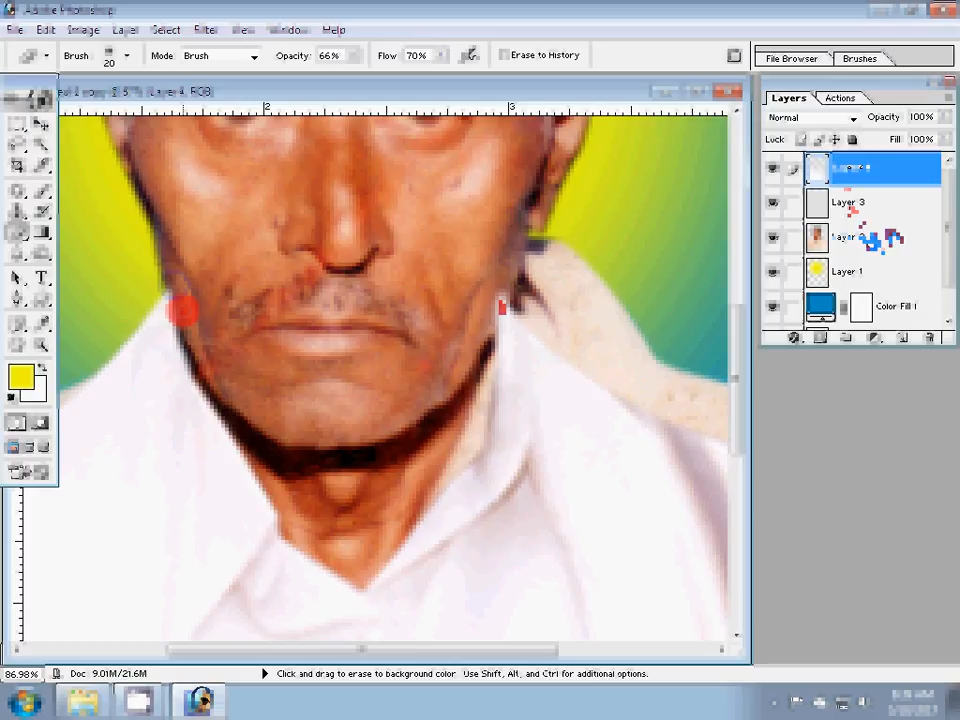 Adobe Photoshop
File Edit Image Layer Select Filter View Window Help
Brush 20 Mode Brush Opacity: 66% Flow 70% Erase to History
File Browser Brushes
2 3
Layers Actions
Normal Opacity 100%
Lock Fill 100%
Layer 3
Layer 1
Color Fill 1
86.98% Doc 9.01M/21.6M Click and drag to erase to background color. Use Shift, Alt, and Ctrl for additional options.